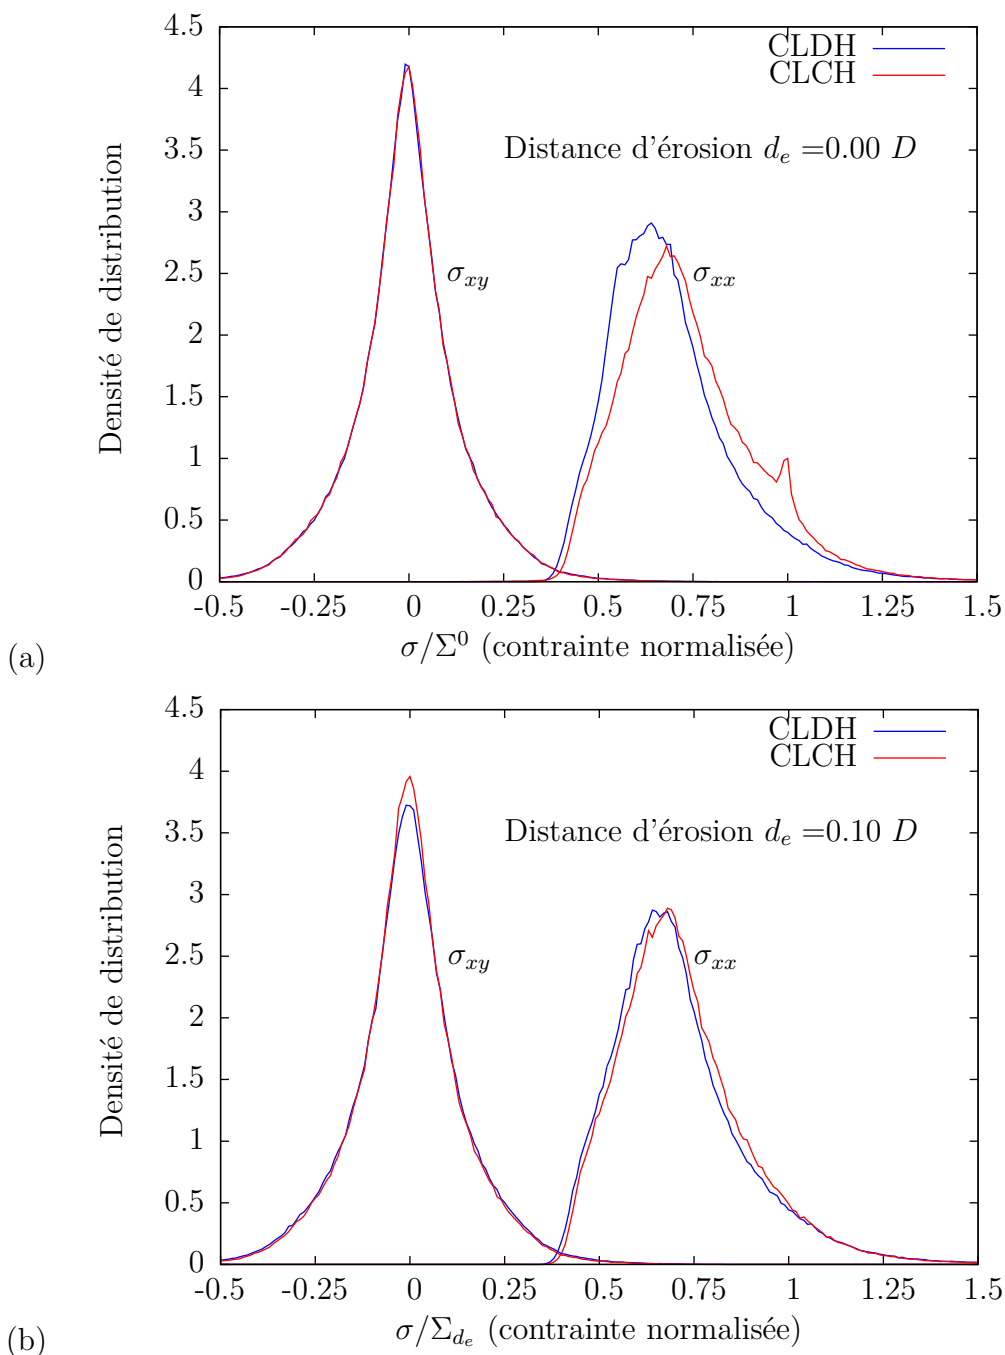 4.5
4
3.5
3
2.5
2
1.5
1
0.5
0
Densité de distribution
CLDH
CLCH
Distance d'érosion d_e =0.00 D
σ_xy
σ_xx
-0.5 -0.25 0 0.25 0.5 0.75 1 1.25 1.5
σ/Σ⁰ (contrainte normalisée)
(a)
4.5
4
3.5
3
2.5
2
1.5
1
0.5
0
Densité de distribution
CLDH
CLCH
Distance d'érosion d_e =0.10 D
σ_xy
σ_xx
-0.5 -0.25 0 0.25 0.5 0.75 1 1.25 1.5
σ/Σ_{d_e} (contrainte normalisée)
(b)